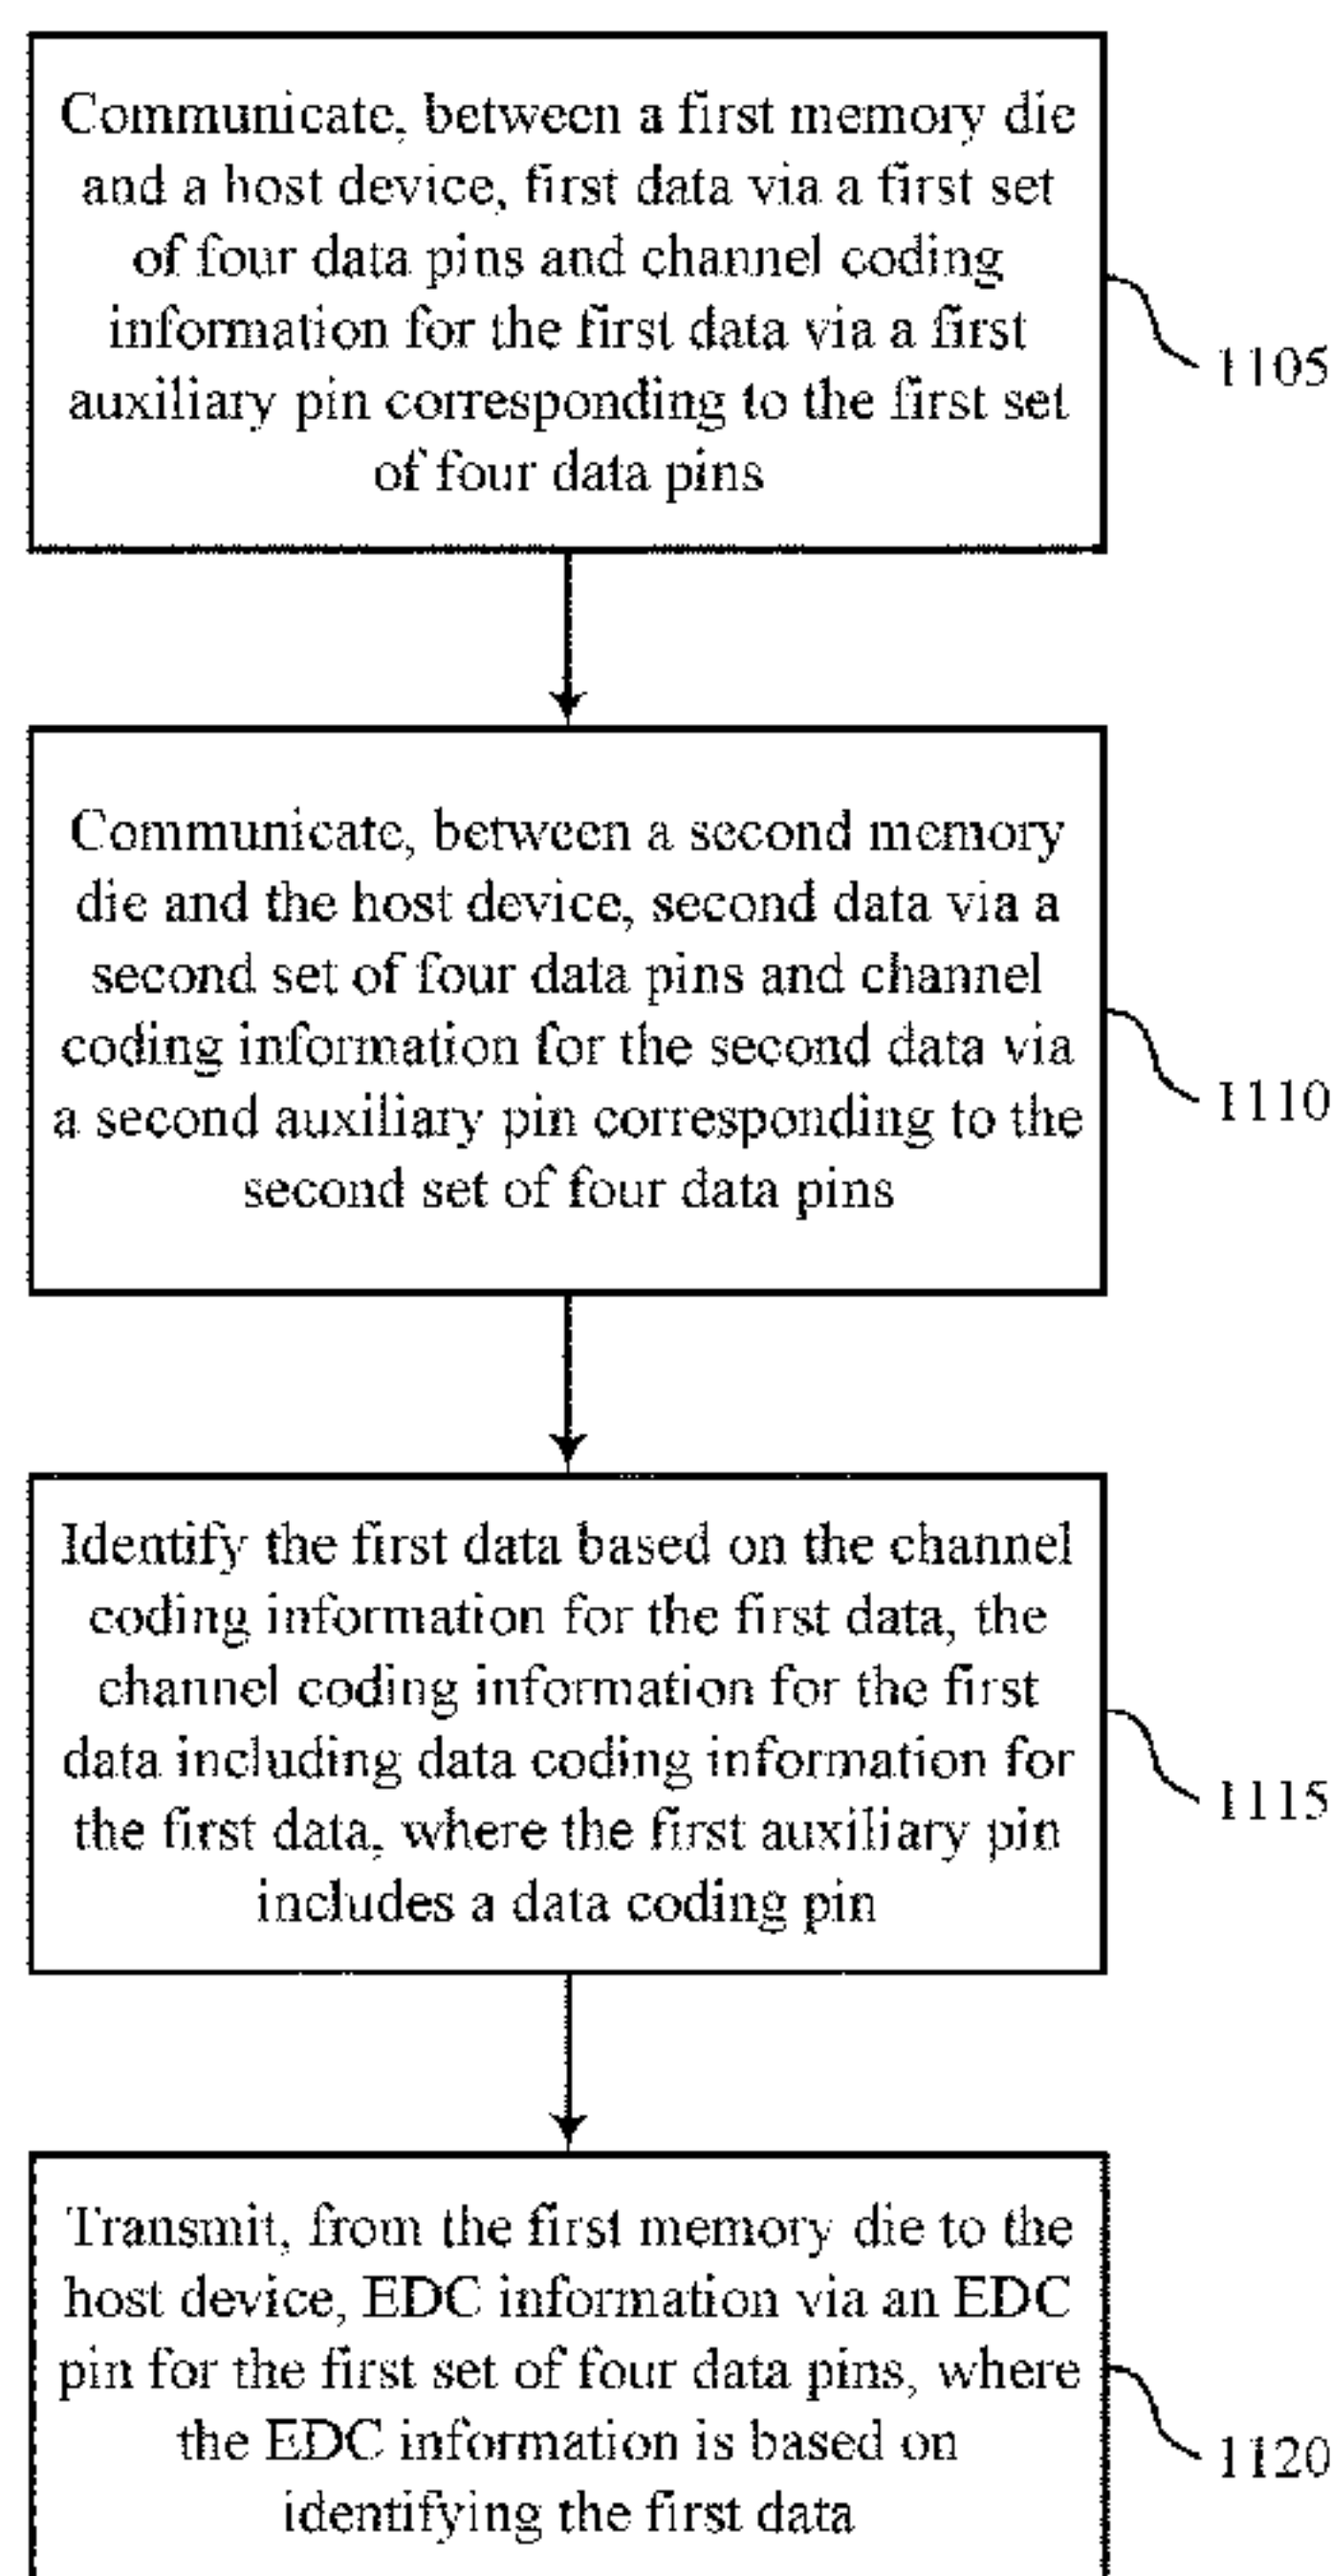 Communicate, between a first memory die
and a host device, first data via a first set
of four data pins and channel coding
information for the first data via a first
auxiliary pin corresponding to the first set
of four data pins
1105
Communicate, between a second memory
die and the host device, second data via a
second set of four data pins and channel
coding information for the second data via
a second auxiliary pin corresponding to the
second set of four data pins
1110
Identify the first data based on the channel
coding information for the first data, the
channel coding information for the first
data including data coding information for
the first data, where the first auxiliary pin
includes a data coding pin
1115
Transmit, from the first memory die to the
host device, EDC information via an EDC
pin for the first set of four data pins, where
the EDC information is based on
identifying the first data
1120